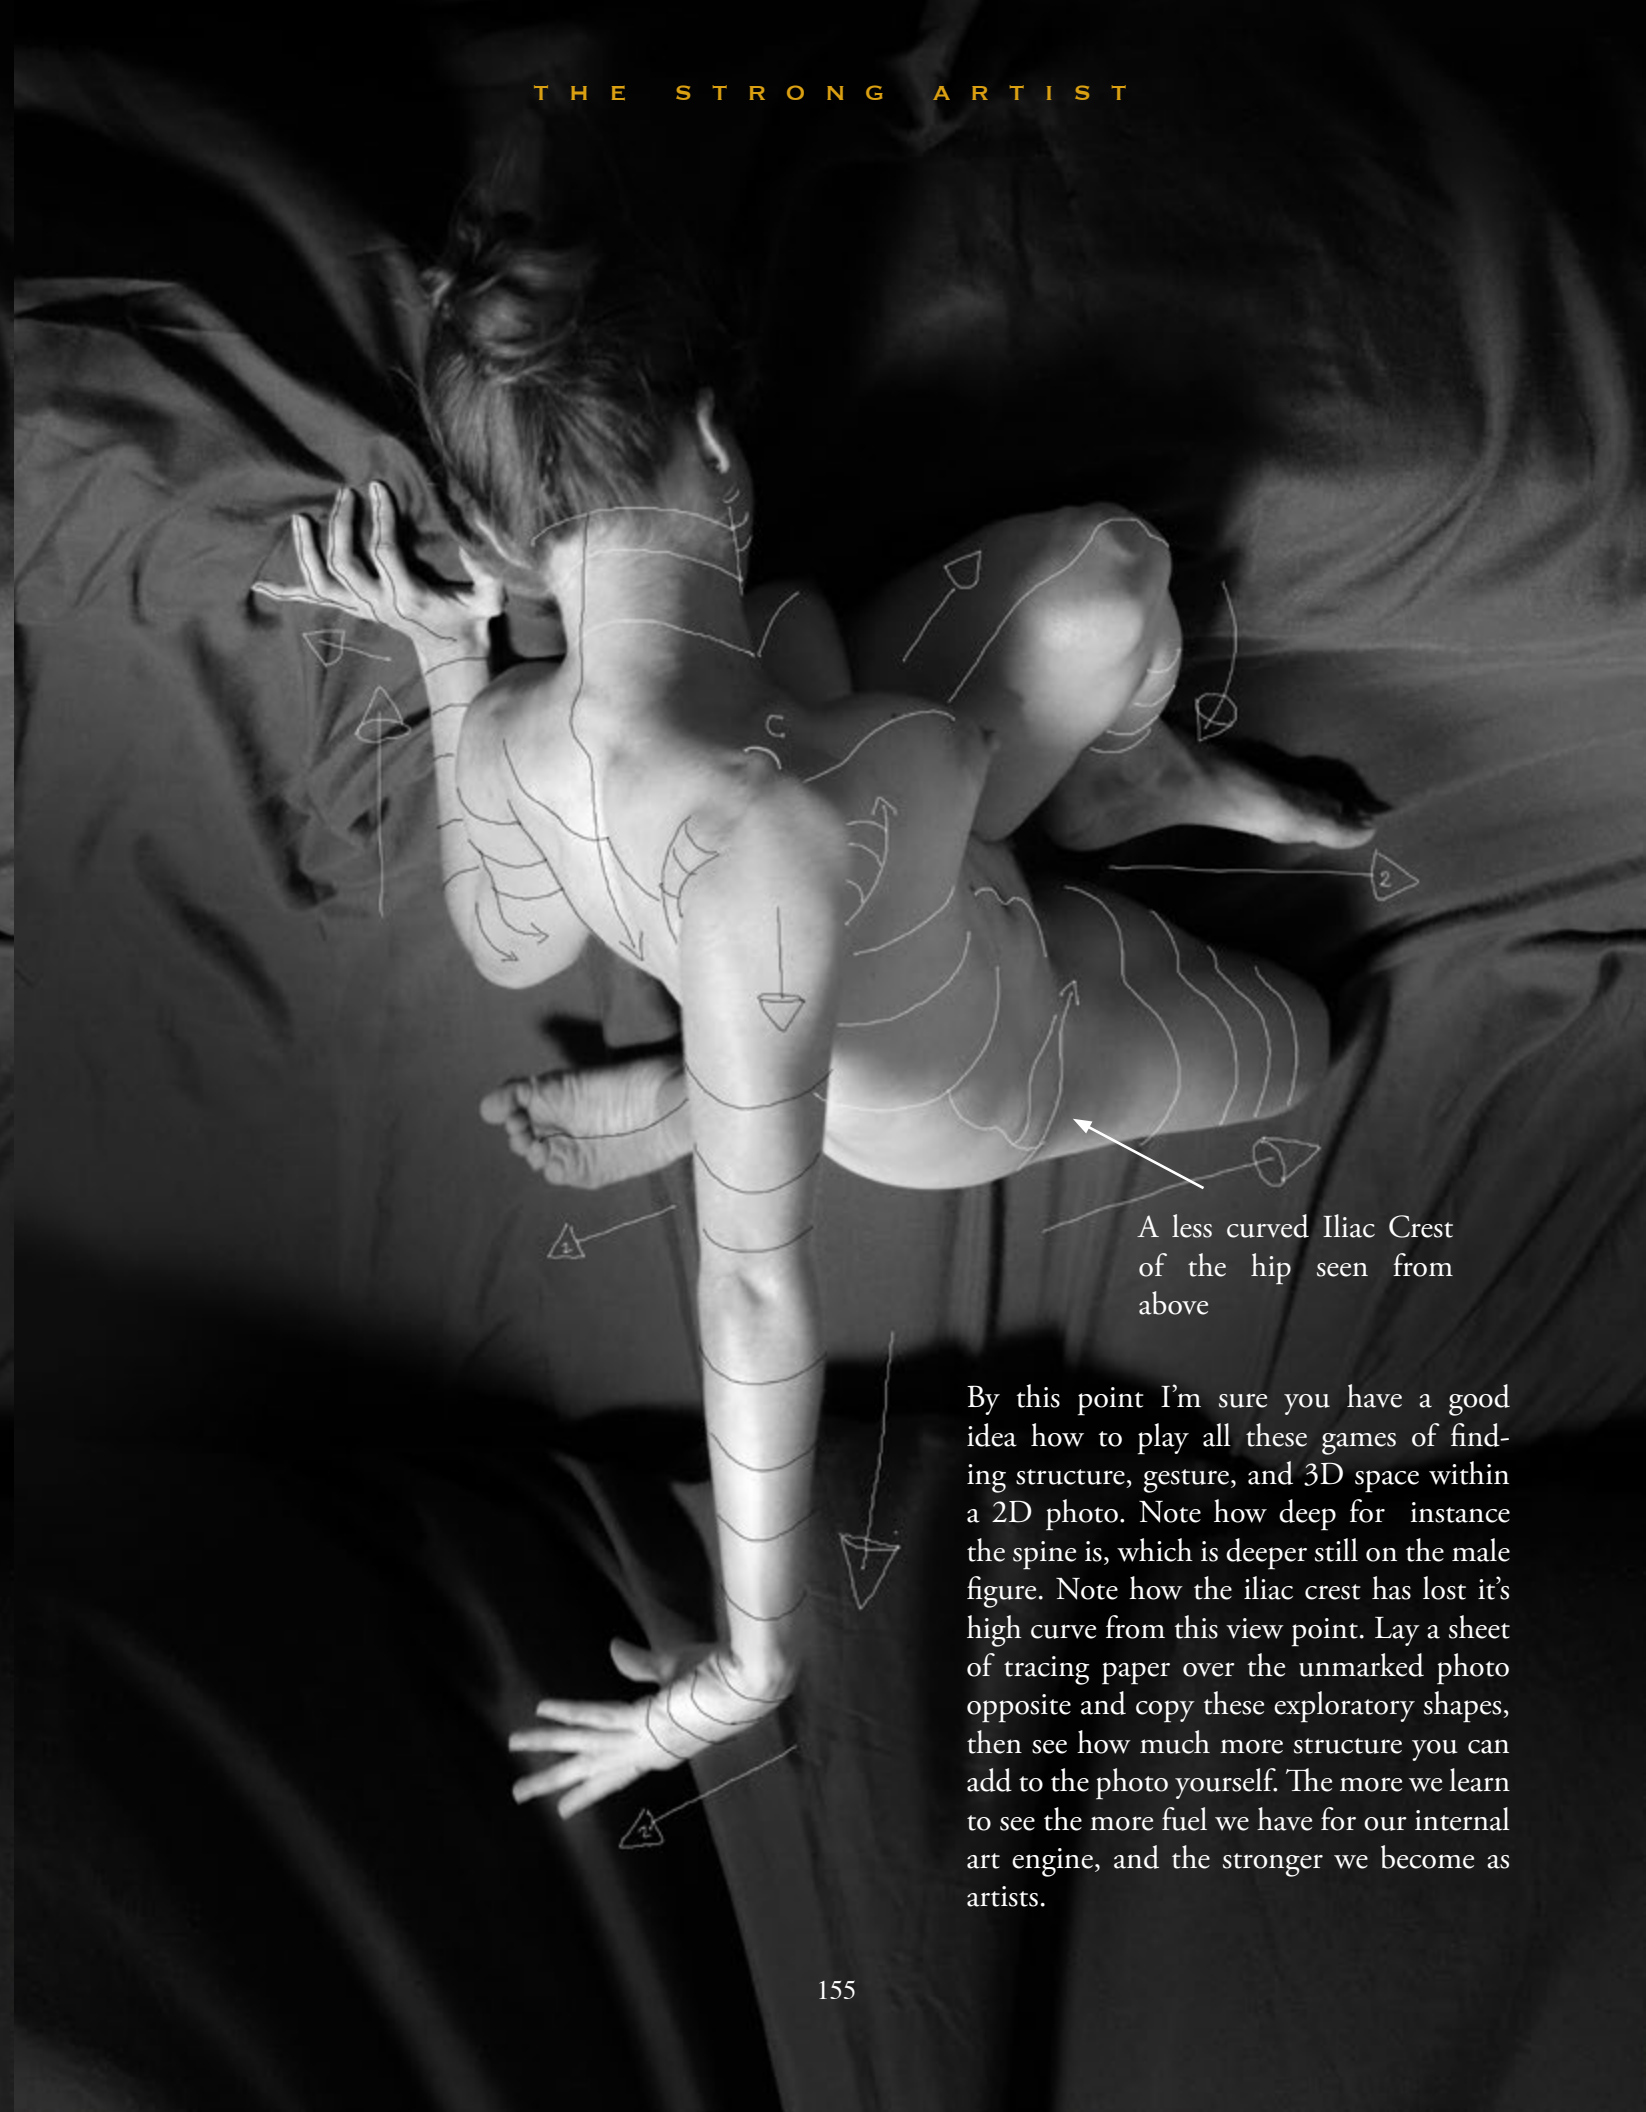 THE STRONG ARTIST
C
2
1
A less curved Iliac Crest
of the hip seen from
above
By this point I'm sure you have a good
idea how to play all these games of find-
ing structure, gesture, and 3D space within
a 2D photo. Note how deep for instance
the spine is, which is deeper still on the male
figure. Note how the iliac crest has lost it's
high curve from this view point. Lay a sheet
of tracing paper over the unmarked photo
opposite and copy these exploratory shapes,
then see how much more structure you can
add to the photo yourself. The more we learn
to see the more fuel we have for our internal
art engine, and the stronger we become as
artists.
2
155